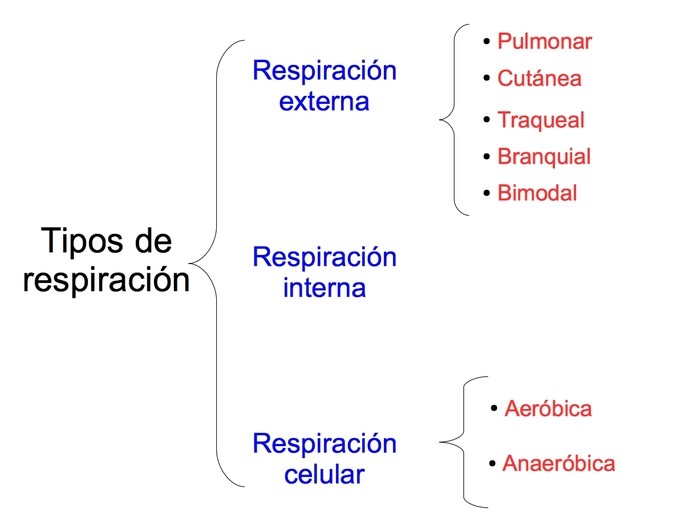 Tipos de
respiración
Respiración
externa
• Pulmonar
• Cutánea
• Traqueal
• Branquial
• Bimodal
Respiración
interna
Respiración
celular
• Aeróbica
• Anaeróbica